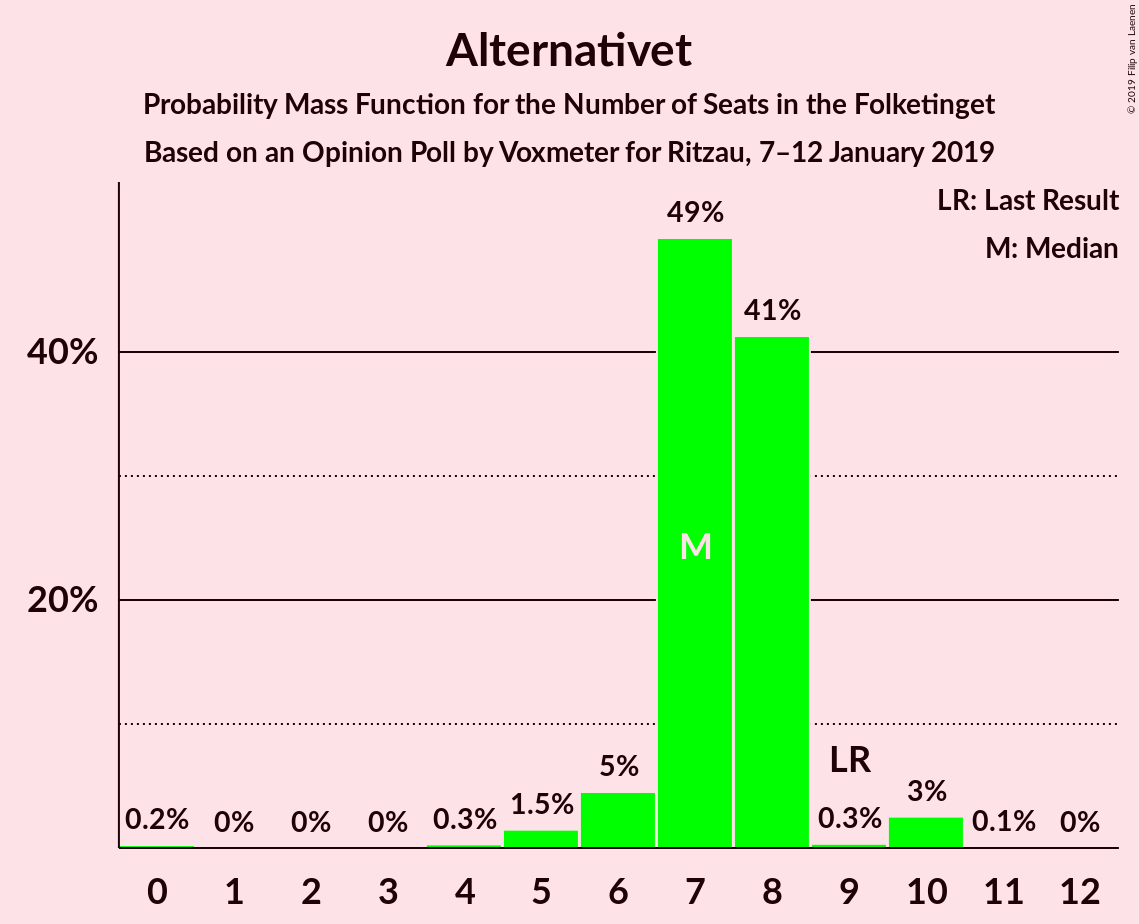 Alternativet
Probability Mass Function for the Number of Seats in the Folketinget
Based on an Opinion Poll by Voxmeter for Ritzau, 7–12 January 2019
© 2019 Filip van Laenen
LR: Last Result
M: Median
49%
41%
40%
M
20%
LR
5%
3%
1.5%
0.2% 0% 0% 0% 0.3% 0.3% 0.1% 0%
0 1 2 3 4 5 6 7 8 9 10 11 12